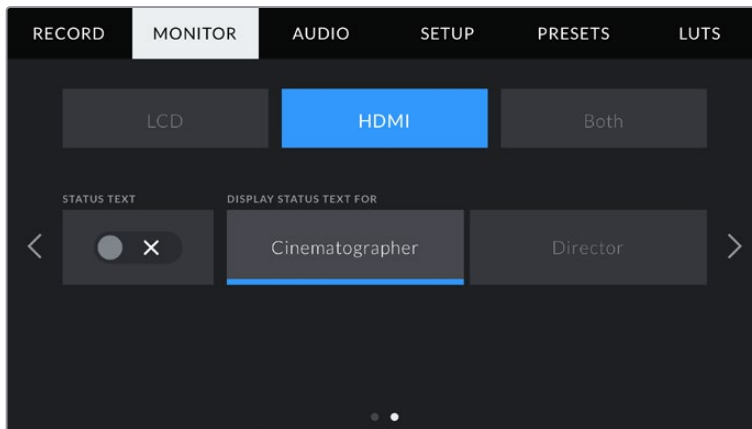 RECORD MONITOR AUDIO SETUP PRESETS LUTS
LCD HDMI Both
STATUS TEXT DISPLAY STATUS TEXT FOR
Cinematographer Director